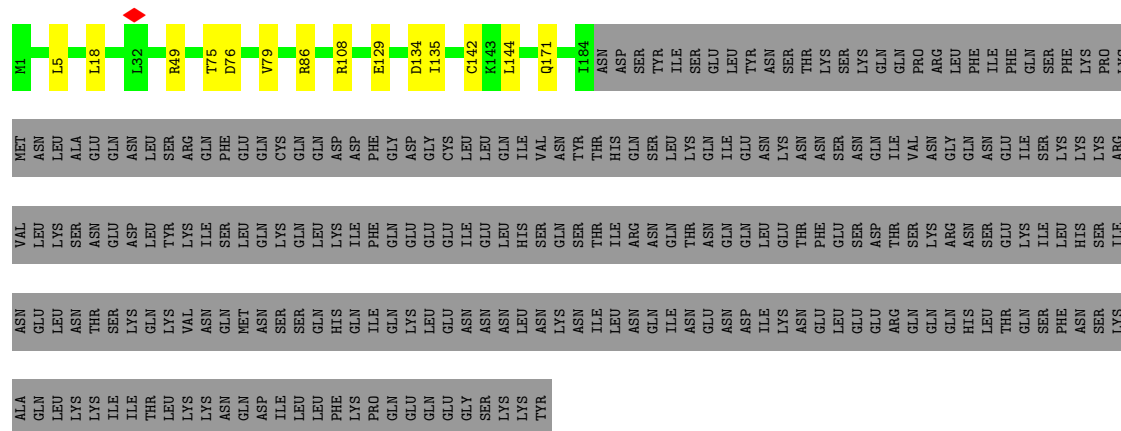 M1 L5 L18 L32 R49 T75 D76 V79 R86 R108 E129 D134 I135 C142 K143 L144 Q171 I184 ASN ASP SER TYR ILE SER GLU LEU TYR ASN SER THR LYS SER LYS GLN GLN PRO ARG LEU PHE ILE PHE GLN SER PHE LYS PRO LYS
MET ASN LEU ALA GLU GLN ASN LEU SER ARG GLN PHE GLU GLN CYS GLN GLN ASP ASP PHE GLY ASP GLY CYS LEU LEU GLN ILE VAL ASN TYR THR HIS GLN SER LEU LYS GLN ILE GLU ASN LYS ASN ASN SER ASN GLN ILE VAL ASN GLY GLN ASN GLU ILE SER LYS LYS LYS ARG
VAL LEU LYS SER ASN GLU ASP LEU TYR LYS ILE SER LEU GLN LYS GLN LEU LYS ILE PHE GLN GLU GLU GLU ILE GLU LEU HIS SER GLN SER THR ILE ARG ASN GLN THR ASN GLN GLN LEU GLU THR PHE GLU SER ASP THR SER LYS ARG ASN SER GLU LYS ILE LEU HIS SER ILE
ASN GLU LEU ASN THR SER LYS GLN LYS VAL ASN GLN MET ASN SER SER GLN HIS GLN ILE GLN LYS LEU GLU ASN ASN ASN LEU ASN LYS ASN ILE LEU ASN GLN ILE ASN GLU ASN ASP ILE LYS ASN GLU LEU GLU GLU ARG GLN GLN GLN HIS LEU THR GLN SER PHE ASN SER LYS
ALA GLN LEU LYS LYS ILE ILE THR LEU LYS LYS ASN GLN ASP ILE LEU LEU PHE LYS PRO GLN GLU GLN GLU GLY SER LYS LYS TYR